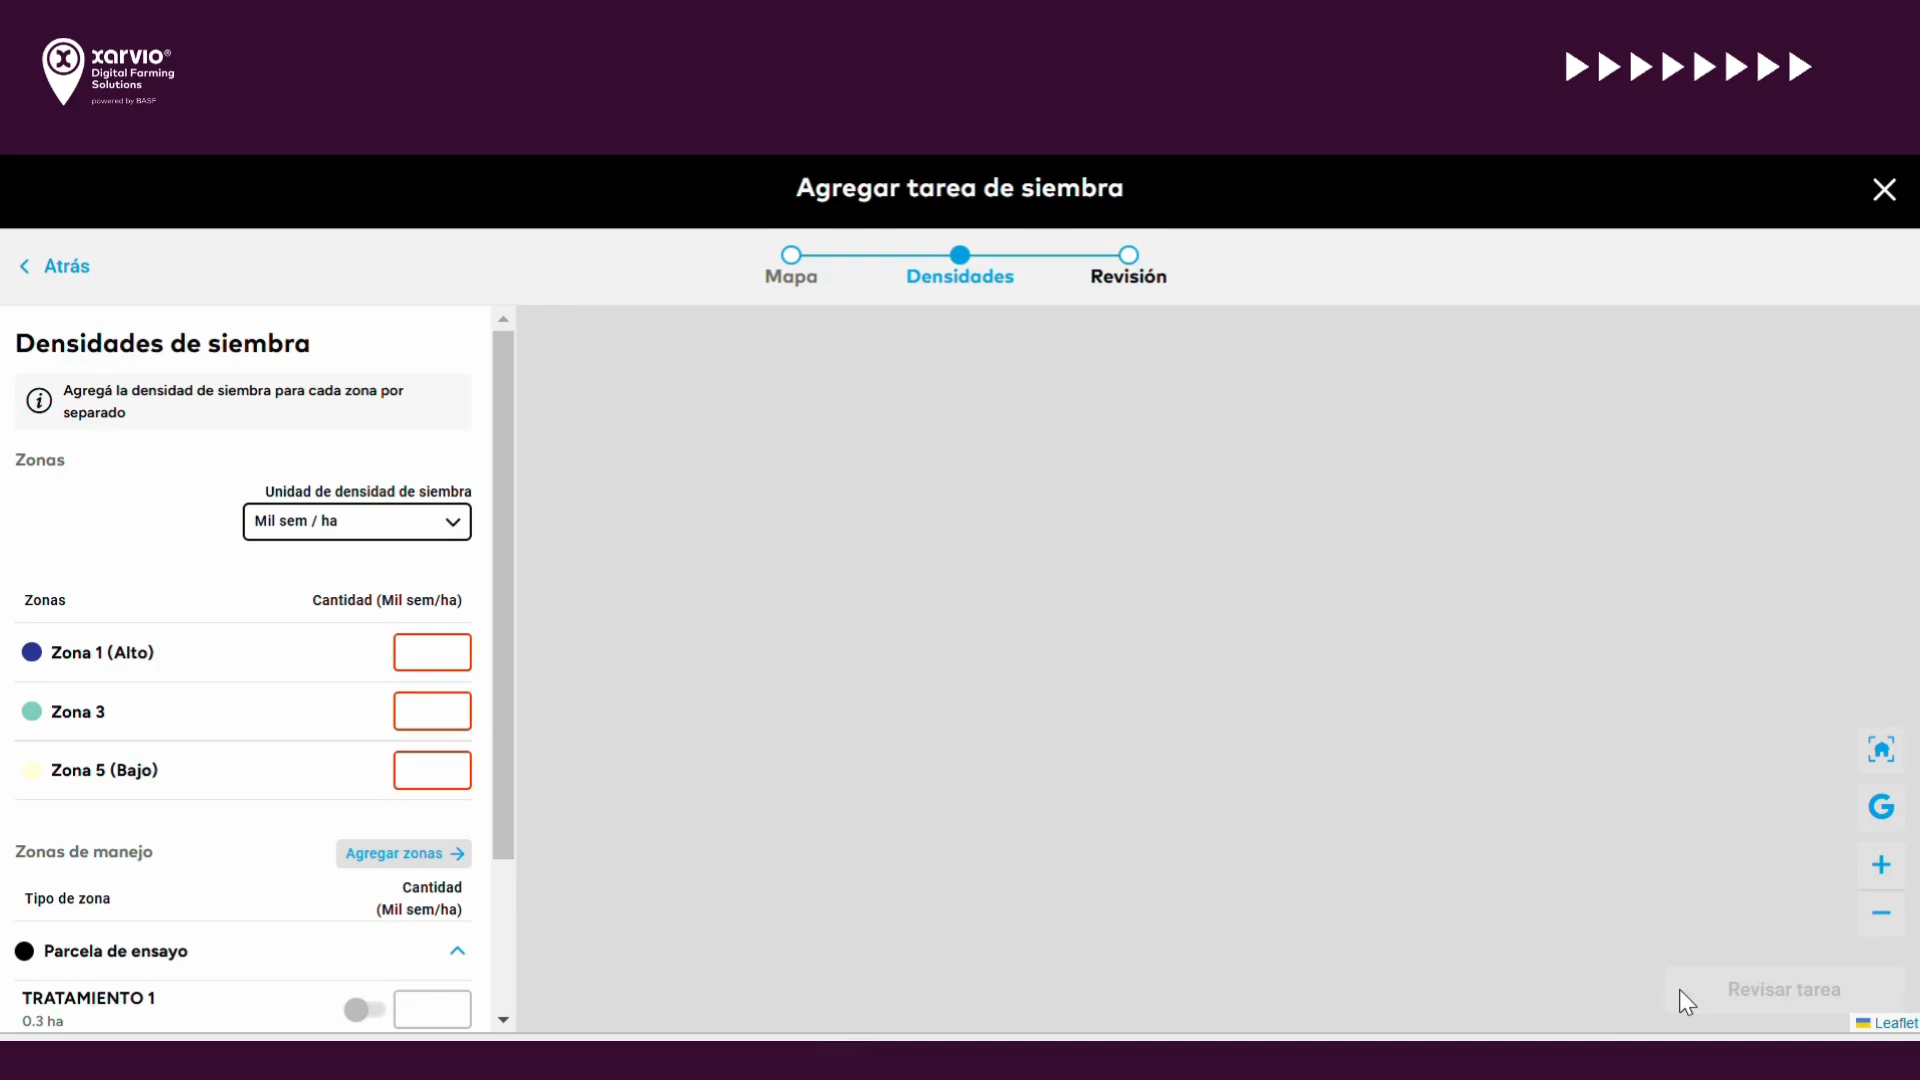 xarvio®
Digital Farming
Solutions
powered by BASF
Agregar tarea de siembra
Atrás
Mapa
Densidades
Revisión
Densidades de siembra
Agregá la densidad de siembra para cada zona por
separado
Zonas
Unidad de densidad de siembra
Mil sem / ha
Zonas
Cantidad (Mil sem/ha)
Zona 1 (Alto)
Zona 3
Zona 5 (Bajo)
Zonas de manejo
Agregar zonas
Tipo de zona
Cantidad
(Mil sem/ha)
Parcela de ensayo
TRATAMIENTO 1
0.3 ha
Revisar tarea
Leaflet